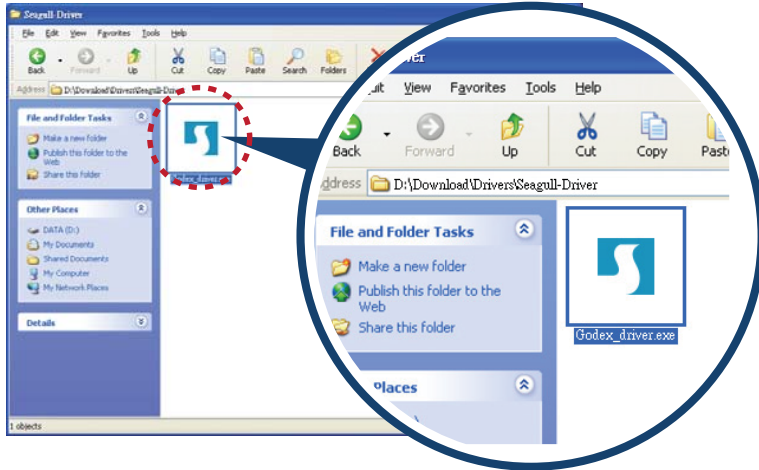 Seagull-Driver
File Edit View Favorites Tools Help
Back Forward Up Cut Copy Paste Search Folders
Address D:\Download\Drivers\Seagull-Driver
File and Folder Tasks
Make a new folder
Publish this folder to the
Web
Share this folder
Other Places
DATA (D:)
My Documents
Shared Documents
My Computer
My Network Places
Details
Godex_driver.exe
1 objects
View Favorites Tools Help
Back Forward Up Cut Copy
Address D:\Download\Drivers\Seagull-Driver
File and Folder Tasks
Make a new folder
Publish this folder to the
Web
Share this folder
Places
Godex_driver.exe